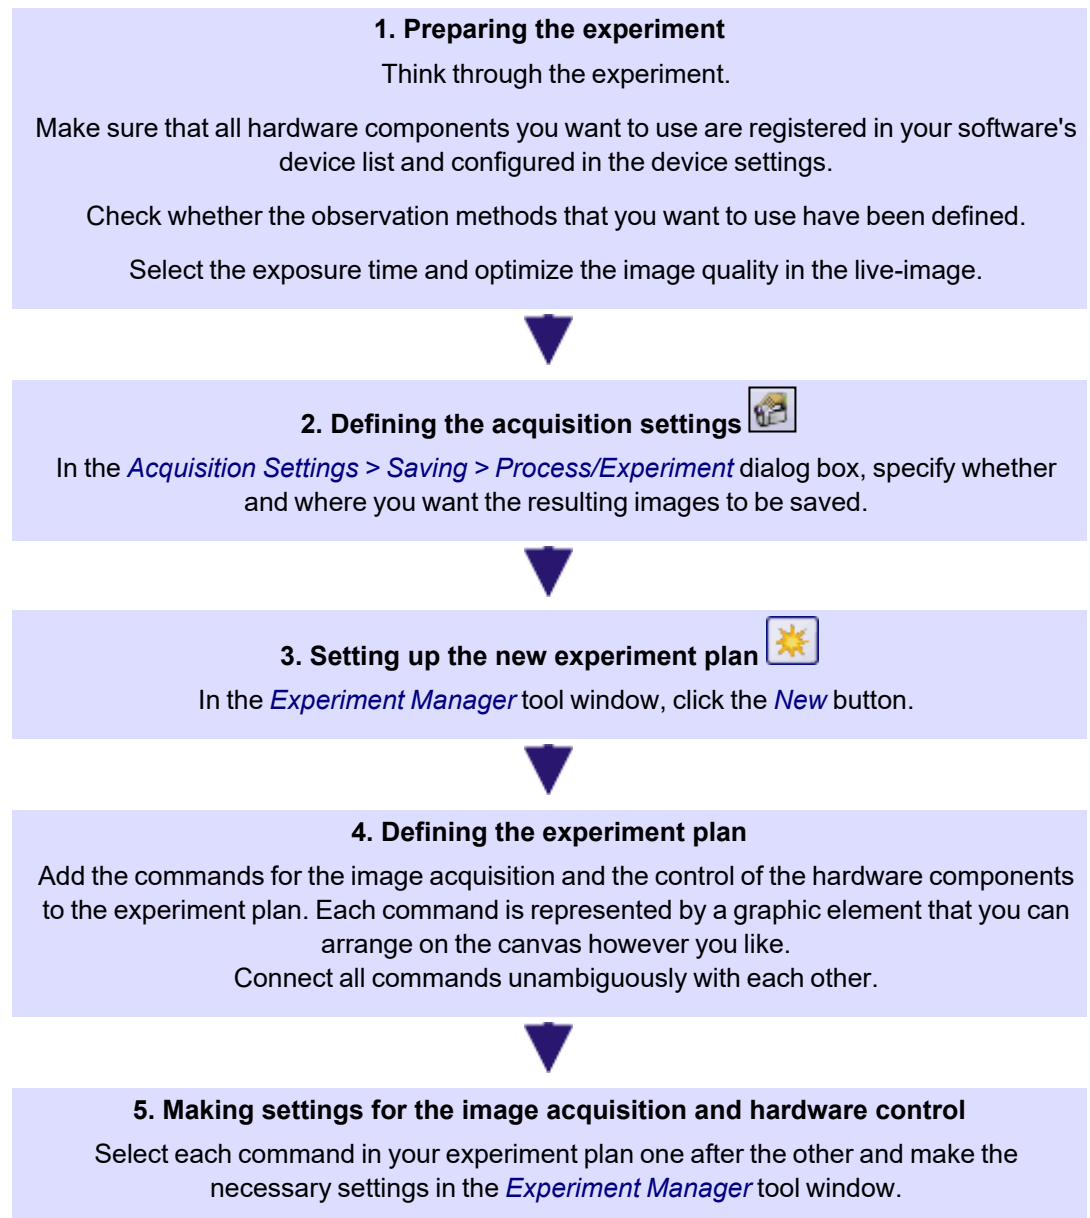 1. Preparing the experiment
Think through the experiment.
Make sure that all hardware components you want to use are registered in your software's
device list and configured in the device settings.
Check whether the observation methods that you want to use have been defined.
Select the exposure time and optimize the image quality in the live-image.
2. Defining the acquisition settings
In the Acquisition Settings > Saving > Process/Experiment dialog box, specify whether
and where you want the resulting images to be saved.
3. Setting up the new experiment plan
In the Experiment Manager tool window, click the New button.
4. Defining the experiment plan
Add the commands for the image acquisition and the control of the hardware components
to the experiment plan. Each command is represented by a graphic element that you can
arrange on the canvas however you like.
Connect all commands unambiguously with each other.
5. Making settings for the image acquisition and hardware control
Select each command in your experiment plan one after the other and make the
necessary settings in the Experiment Manager tool window.